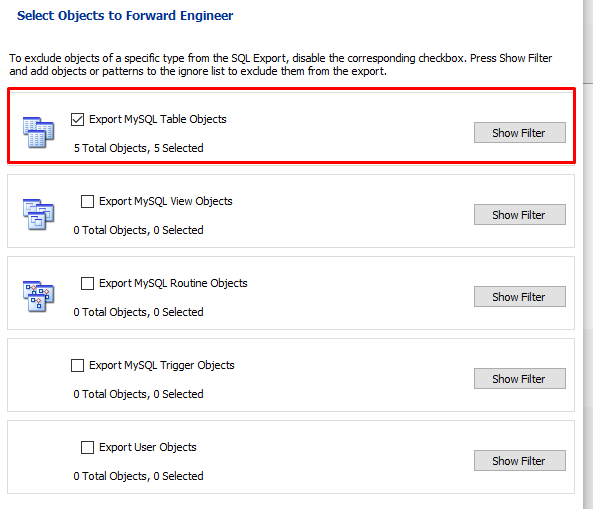 Select Objects to Forward Engineer
To exclude objects of a specific type from the SQL Export, disable the corresponding checkbox. Press Show Filter
and add objects or patterns to the ignore list to exclude them from the export.
Export MySQL Table Objects
Show Filter
5 Total Objects, 5 Selected
Export MySQL View Objects
Show Filter
0 Total Objects, 0 Selected
Export MySQL Routine Objects
Show Filter
0 Total Objects, 0 Selected
Export MySQL Trigger Objects
Show Filter
0 Total Objects, 0 Selected
Export User Objects
Show Filter
0 Total Objects, 0 Selected